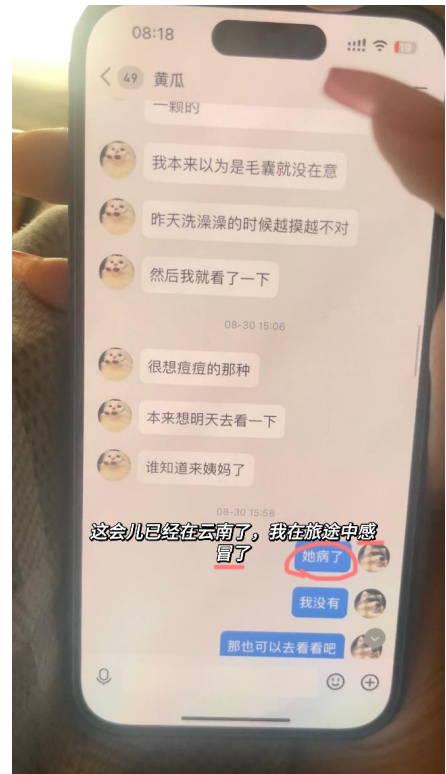 08:18
49 黄瓜
一颗的
我本来以为是毛囊就没在意
昨天洗澡澡的时候越摸越不对
然后我就看了一下
08-30 15:06
很想痘痘的那种
本来想明天去看一下
谁知道来姨妈了
08-30 15:58
这会儿已经在云南了，我在旅途中感
冒了
她病了
我没有
那也可以去看看吧